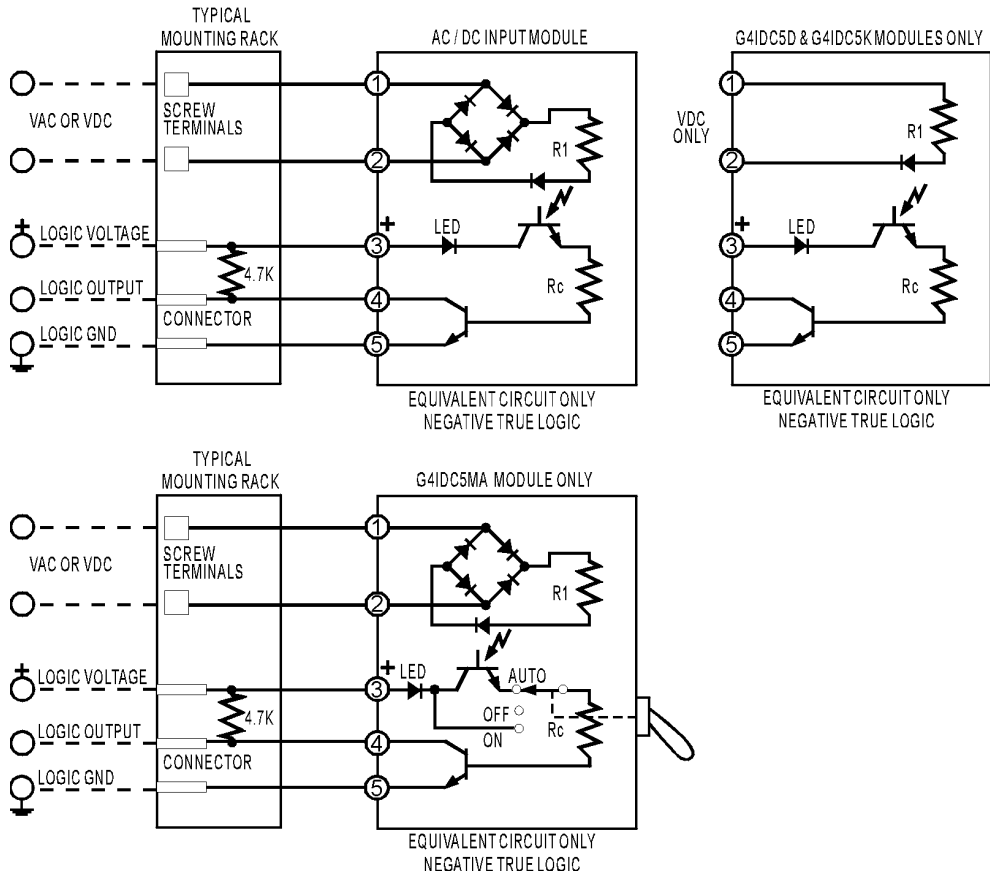 TYPICAL
MOUNTING RACK
AC / DC INPUT MODULE
G4IDC5D & G4IDC5K MODULES ONLY
VAC OR VDC
SCREW
TERMINALS
1
2
R1
+
LOGIC VOLTAGE
+
3
LED
4.7K
LOGIC OUTPUT
4
Rc
CONNECTOR
LOGIC GND
5
EQUIVALENT CIRCUIT ONLY
NEGATIVE TRUE LOGIC
1
VDC
ONLY
R1
2
+
3
LED
4
Rc
5
EQUIVALENT CIRCUIT ONLY
NEGATIVE TRUE LOGIC
TYPICAL
MOUNTING RACK
G4IDC5MA MODULE ONLY
VAC OR VDC
SCREW
TERMINALS
1
2
R1
+
LOGIC VOLTAGE
+
3
LED
AUTO
OFF
ON
4.7K
LOGIC OUTPUT
4
Rc
CONNECTOR
LOGIC GND
5
EQUIVALENT CIRCUIT ONLY
NEGATIVE TRUE LOGIC